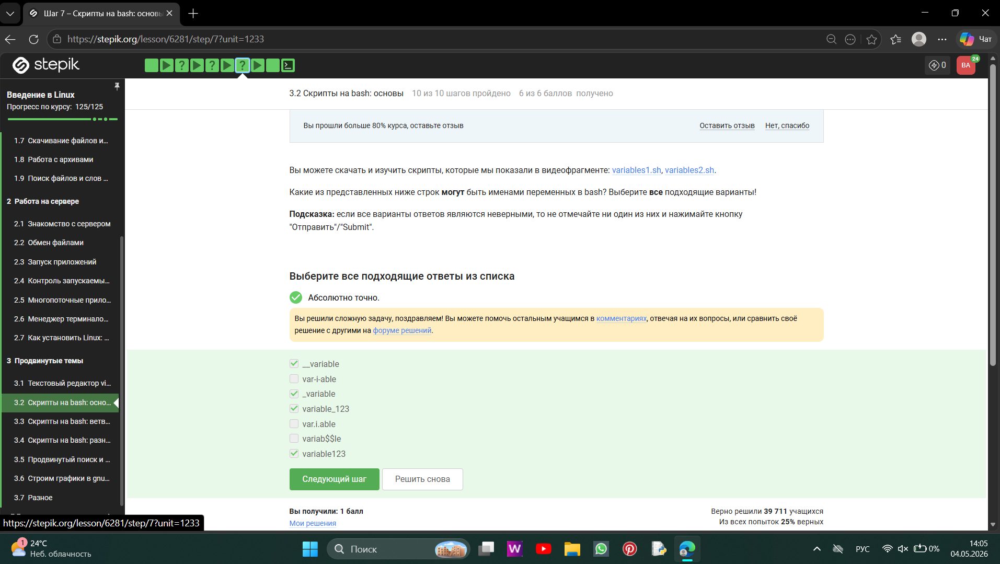 Шаг 7 – Скрипты на bash: основы
https://stepik.org/lesson/6281/step/7?unit=1233
Чат
stepik
? ? ?
0
ВА
24
Введение в Linux
Прогресс по курсу: 125/125
1.7 Скачивание файлов и...
1.8 Работа с архивами
1.9 Поиск файлов и слов ...
2 Работа на сервере
2.1 Знакомство с сервером
2.2 Обмен файлами
2.3 Запуск приложений
2.4 Контроль запускаемы...
2.5 Многопоточные прило...
2.6 Менеджер терминало...
2.7 Как установить Linux: ...
3 Продвинутые темы
3.1 Текстовый редактор vi...
3.2 Скрипты на bash: осно...
3.3 Скрипты на bash: ветв...
3.4 Скрипты на bash: разн...
3.5 Продвинутый поиск и ...
3.6 Строим графики в gnu...
3.7 Разное
https://stepik.org/lesson/6281/step/7?unit=1233
3.2 Скрипты на bash: основы 10 из 10 шагов пройдено 6 из 6 баллов получено
Вы прошли больше 80% курса, оставьте отзыв Оставить отзыв Нет, спасибо
Вы можете скачать и изучить скрипты, которые мы показали в видеофрагменте: variables1.sh, variables2.sh.
Какие из представленных ниже строк могут быть именами переменных в bash? Выберите все подходящие варианты!
Подсказка: если все варианты ответов являются неверными, то не отмечайте ни один из них и нажимайте кнопку
"Отправить"/"Submit".
Выберите все подходящие ответы из списка
Абсолютно точно.
Вы решили сложную задачу, поздравляем! Вы можете помочь остальным учащимся в комментариях, отвечая на их вопросы, или сравнить своё
решение с другими на форуме решений.
__variable
var-i-able
_variable
variable_123
var.i.able
variab$$le
variable123
Следующий шаг Решить снова
Вы получили: 1 балл
Мои решения
Верно решили 39 711 учащихся
Из всех попыток 25% верных
1
24°C
Неб. облачность
Поиск
W
РУС
0%
14:05
04.05.2026